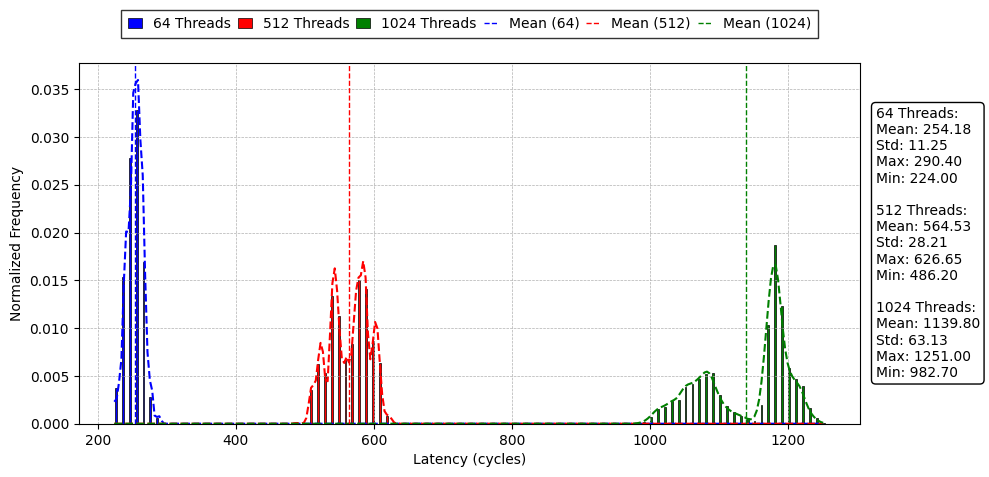 64 Threads 512 Threads 1024 Threads Mean (64) Mean (512) Mean (1024)
0.035
0.030
0.025
0.020
0.015
0.010
0.005
0.000
Normalized Frequency
200 400 600 800 1000 1200
Latency (cycles)
64 Threads:
Mean: 254.18
Std: 11.25
Max: 290.40
Min: 224.00
512 Threads:
Mean: 564.53
Std: 28.21
Max: 626.65
Min: 486.20
1024 Threads:
Mean: 1139.80
Std: 63.13
Max: 1251.00
Min: 982.70